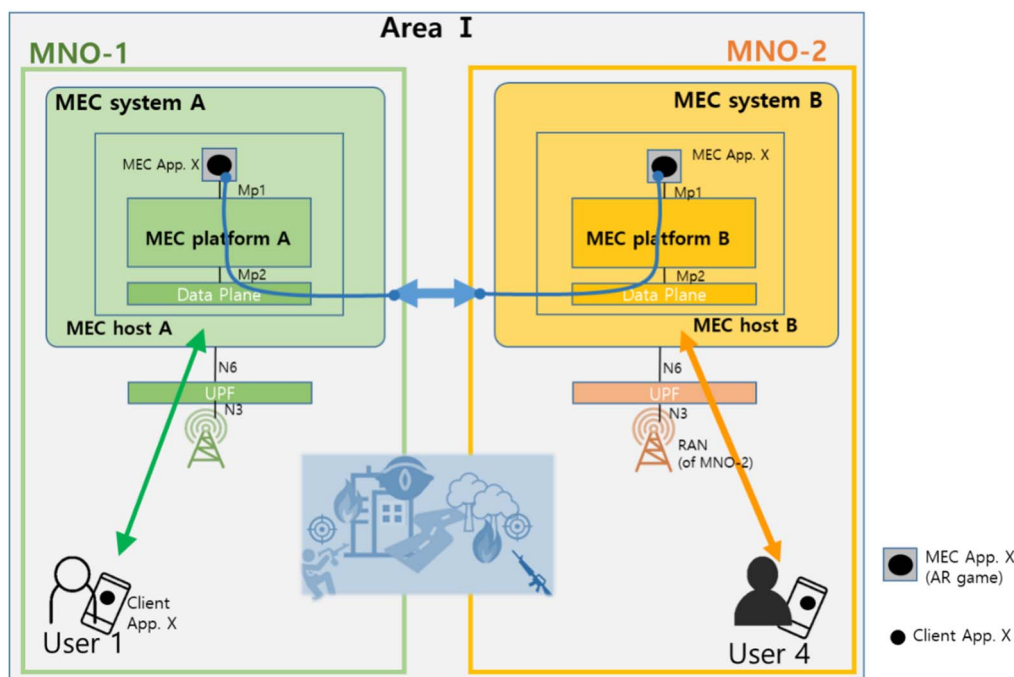 Area I
MNO-1
MNO-2
MEC system A
MEC system B
MEC App. X
MEC App. X
Mp1
Mp1
MEC platform A
MEC platform B
Mp2
Mp2
Data Plane
Data Plane
MEC host A
MEC host B
N6
N6
UPF
UPF
N3
N3
RAN
(of MNO-2)
MEC App. X
(AR game)
Client
App. X
User 1
User 4
Client App. X